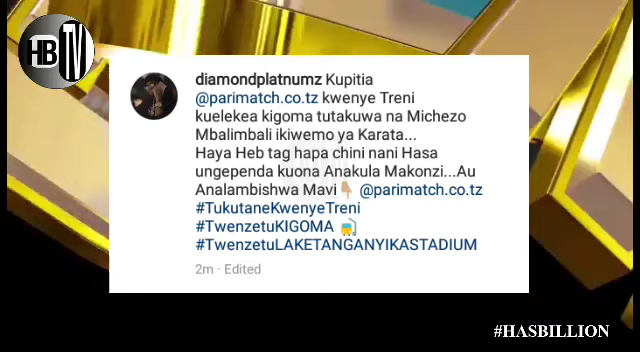 HB TV
diamondplatnumz Kupitia
@parimatch.co.tz kwenye Treni
kuelekea kigoma tutakuwa na Michezo
Mbalimbali ikiwemo ya Karata...
Haya Heb tag hapa chini nani Hasa
ungependa kuona Anakula Makonzi...Au
Analambishwa Mavi👇🏼 @parimatch.co.tz
#TukutaneKwenyeTreni
#TwenzetuKIGOMA 🚈
#TwenzetuLAKETANGANYIKASTADIUM
2m · Edited
#HASBILLION